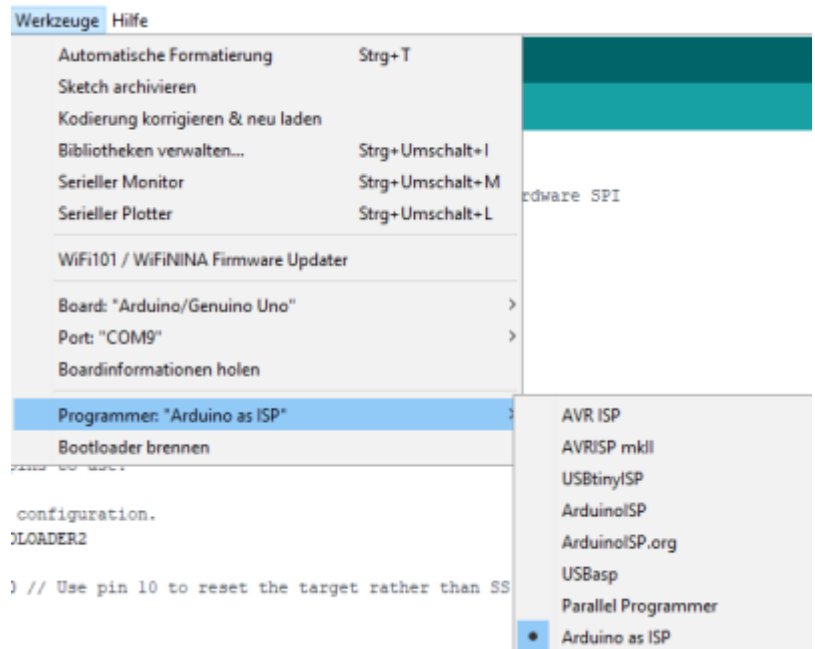 Werkzeuge Hilfe
Automatische Formatierung Strg+T
Sketch archivieren
Kodierung korrigieren & neu laden
Bibliotheken verwalten... Strg+Umschalt+I
Serieller Monitor Strg+Umschalt+M
rdware SPI
Serieller Plotter Strg+Umschalt+L
WiFi101 / WiFiNINA Firmware Updater
Board: "Arduino/Genuino Uno"
Port: "COM9"
Boardinformationen holen
Programmer: "Arduino as ISP"
Bootloader brennen
AVR ISP
AVRISP mkII
USBtinyISP
ArduinoISP
ArduinoISP.org
USBasp
Parallel Programmer
Arduino as ISP
to use.
configuration.
OLOADER2
) // Use pin 10 to reset the target rather than SS